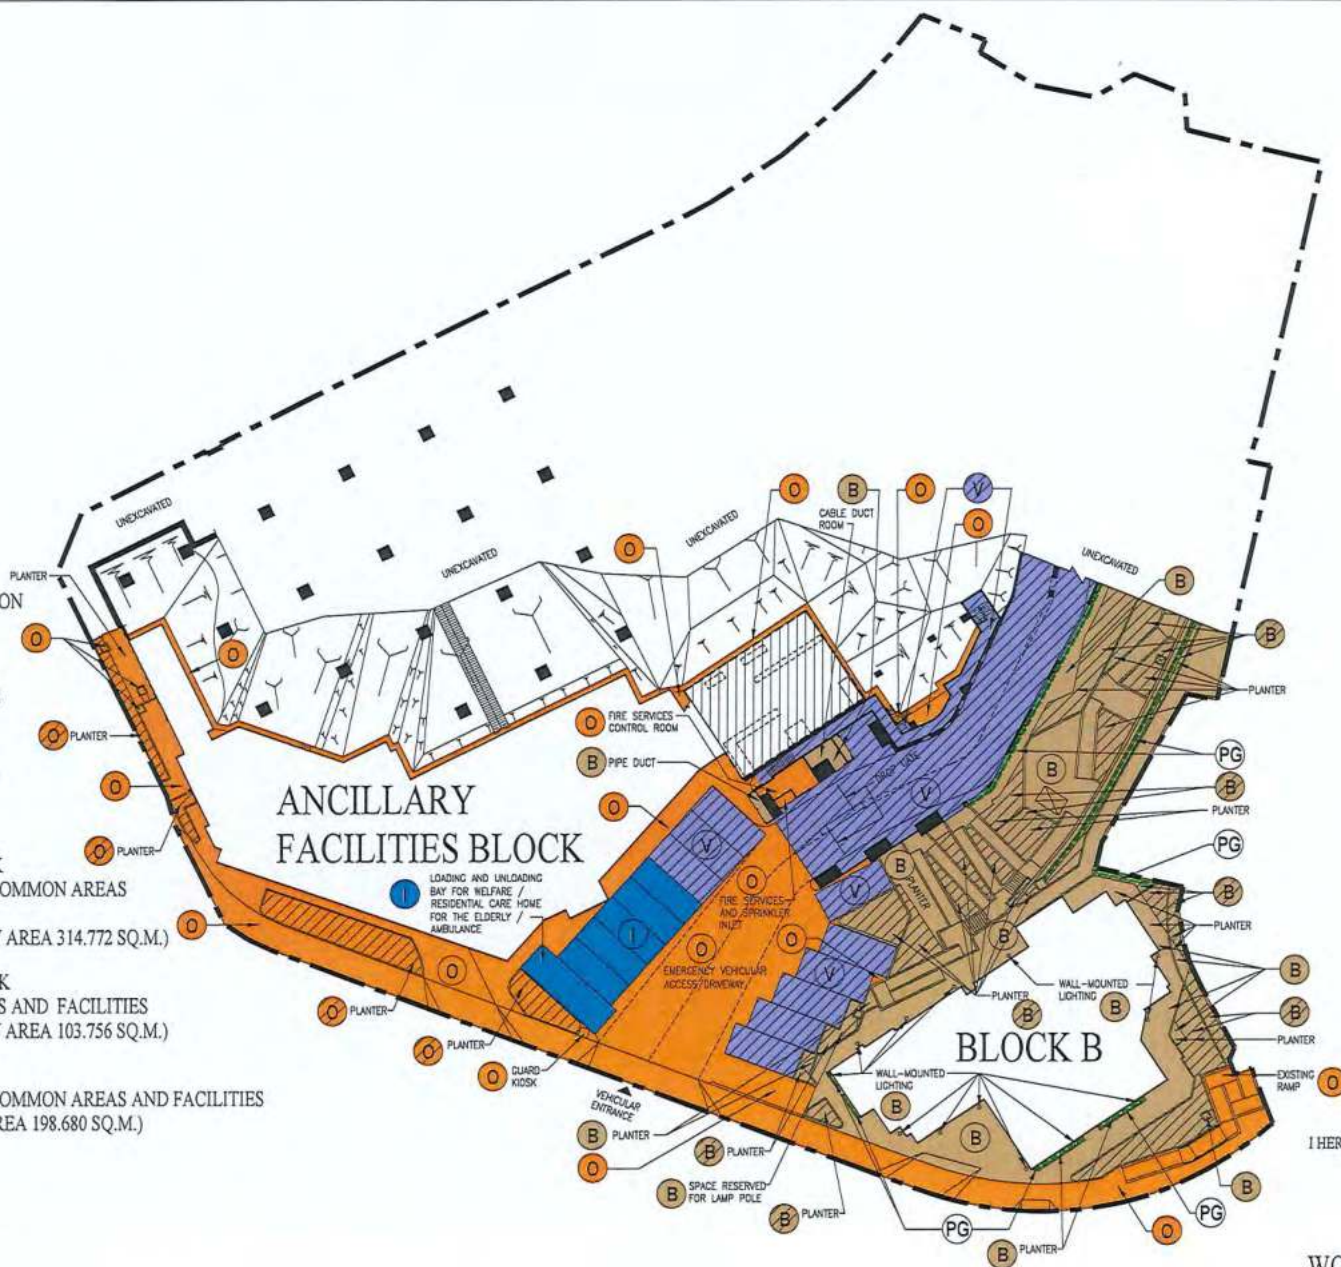 O
B
O
V
CABLE DUCT
ROOM
O
UNEXCAVATED
UNEXCAVATED
O
UNEXCAVATED
UNEXCAVATED
B
PLANTER
ON
O
B
O
PLANTER
O
FIRE SERVICES
CONTROL ROOM
O
PLANTER
PG
B
PIPE DUCT
DROP GATE
B
B
V
O
O
PLANTER
ANCILLARY
FACILITIES BLOCK
V
PG
O
PLANTER
B
PLANTER
V
O
B
K
OMMON AREAS
I
LOADING AND UNLOADING
BAY FOR WELFARE /
RESIDENTIAL CARE HOME
FOR THE ELDERLY /
AMBULANCE
FIRE SERVICES
AND SPRINKLER
INLET
O
PLANTER
Y AREA 314.772 SQ.M.)
I
O
O
B
EMERGENCY VEHICULAR
ACCESS/DRIVEWAY
V
B
K
S AND FACILITIES
Y AREA 103.756 SQ.M.)
O
PLANTER
PLANTER
B
WALL-MOUNTED
LIGHTING
B
B
PLANTER
O
PLANTER
BLOCK B
O
GUARD
KIOSK
WALL-MOUNTED
LIGHTING
B
EXISTING
RAMP
O
OMMON AREAS AND FACILITIES
REA 198.680 SQ.M.)
VEHICULAR
ENTRANCE
B
PLANTER
B
O
B
PLANTER
I HER
B
SPACE RESERVED
FOR LAMP POLE
B
B
PLANTER
PG
PG
O
B
PLANTER
WO